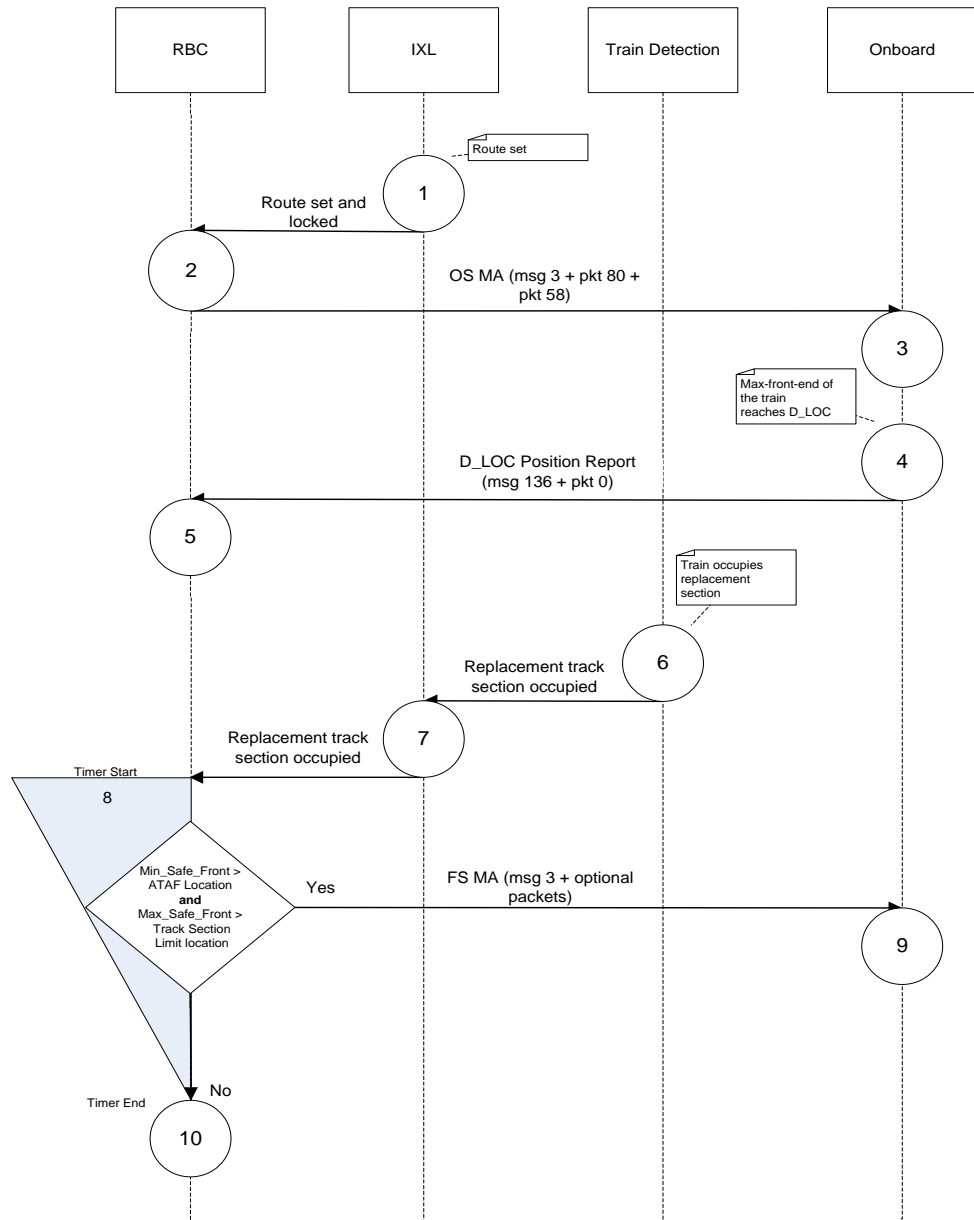 RBC
IXL
Train Detection
Onboard
Route set
1
Route set and
locked
2
OS MA (msg 3 + pkt 80 +
pkt 58)
3
Max-front-end of
the train
reaches D_LOC
4
D_LOC Position Report
(msg 136 + pkt 0)
5
Train occupies
replacement
section
6
Replacement track
section occupied
7
Replacement track
section occupied
Timer Start
8
Min_Safe_Front >
ATAF Location
and
Max_Safe_Front >
Track Section
Limit location
Yes
FS MA (msg 3 + optional
packets)
9
No
Timer End
10